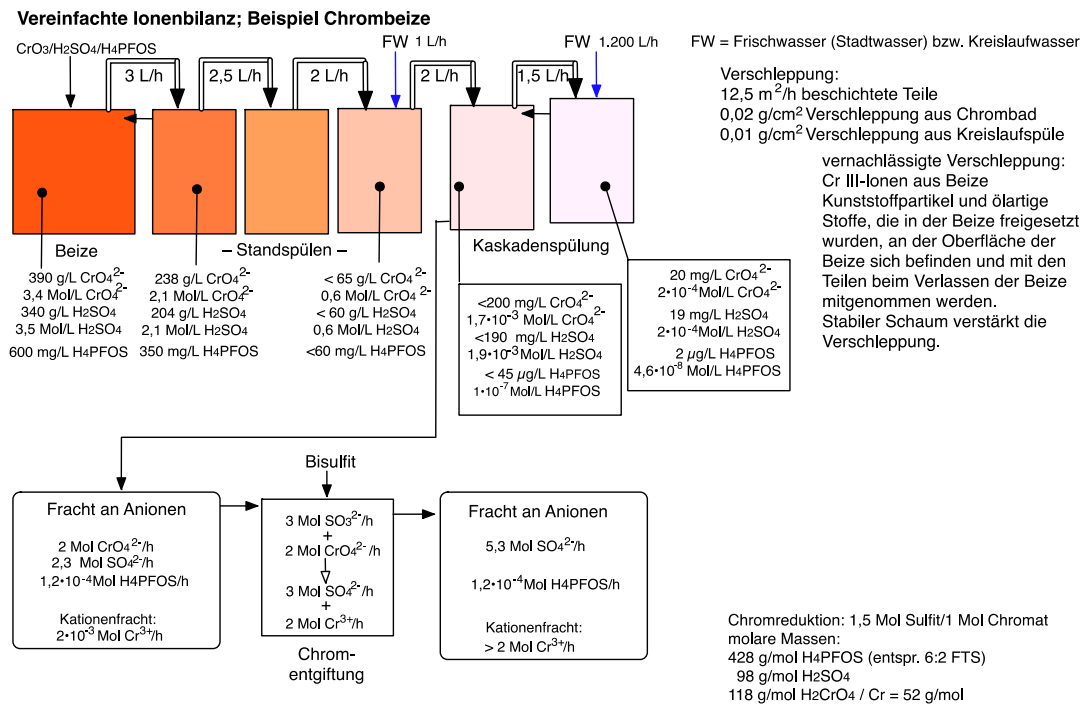 Vereinfachte Ionenbilanz; Beispiel Chrombeize
CrO3/H2SO4/H4PFOS
3 L/h
2,5 L/h
2 L/h
FW 1 L/h
2 L/h
1,5 L/h
FW 1.200 L/h
FW = Frischwasser (Stadtwasser) bzw. Kreislaufwasser
Verschleppung:
12,5 m²/h beschichtete Teile
0,02 g/cm² Verschleppung aus Chrombad
0,01 g/cm² Verschleppung aus Kreislaufspüle
vernachlässigte Verschleppung:
Cr III-Ionen aus Beize
Kunststoffpartikel und ölartige
Stoffe, die in der Beize freigesetzt
wurden, an der Oberfläche der
Beize sich befinden und mit den
Teilen beim Verlassen der Beize
mitgenommen werden.
Stabiler Schaum verstärkt die
Verschleppung.
Beize
– Standspülen –
Kaskadenspülung
390 g/L CrO4²⁻
3,4 Mol/L CrO4²⁻
340 g/L H2SO4
3,5 Mol/L H2SO4
600 mg/L H4PFOS
238 g/L CrO4²⁻
2,1 Mol/L CrO4²⁻
204 g/L H2SO4
2,1 Mol/L H2SO4
350 mg/L H4PFOS
< 65 g/L CrO4²⁻
0,6 Mol/L CrO4²⁻
< 60 g/L H2SO4
0,6 Mol/L H2SO4
<60 mg/L H4PFOS
<200 mg/L CrO4²⁻
1,7•10⁻³ Mol/L CrO4²⁻
<190 mg/L H2SO4
1,9•10⁻³ Mol/L H2SO4
< 45 µg/L H4PFOS
1•10⁻⁷ Mol/L H4PFOS
20 mg/L CrO4²⁻
2•10⁻⁴ Mol/L CrO4²⁻
19 mg/L H2SO4
2•10⁻⁴ Mol/L H2SO4
2 µg/L H4PFOS
4,6•10⁻⁸ Mol/L H4PFOS
Fracht an Anionen
2 Mol CrO4²⁻/h
2,3 Mol SO4²⁻/h
1,2•10⁻⁴ Mol H4PFOS/h
Kationenfracht:
2•10⁻³ Mol Cr³⁺/h
Bisulfit
3 Mol SO3²⁻/h
+
2 Mol CrO4²⁻/h
3 Mol SO4²⁻/h
+
2 Mol Cr³⁺/h
Chrom-
entgiftung
Fracht an Anionen
5,3 Mol SO4²⁻/h
1,2•10⁻⁴ Mol H4PFOS/h
Kationenfracht:
> 2 Mol Cr³⁺/h
Chromreduktion: 1,5 Mol Sulfit/1 Mol Chromat
molare Massen:
428 g/mol H4PFOS (entspr. 6:2 FTS)
98 g/mol H2SO4
118 g/mol H2CrO4 / Cr = 52 g/mol